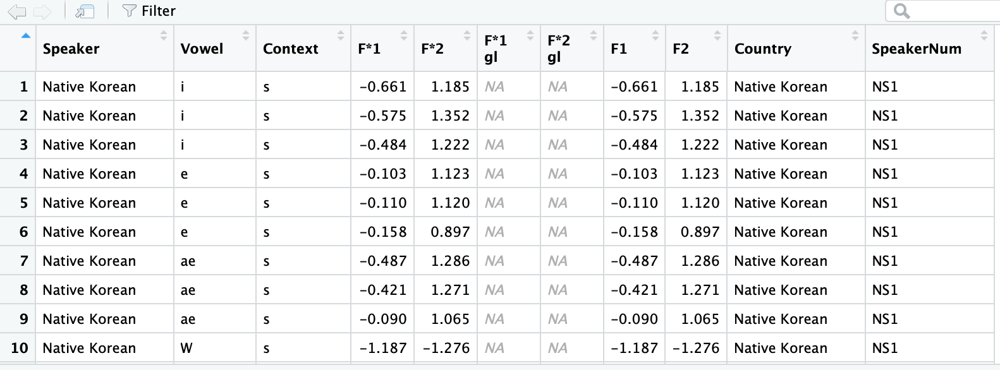 Filter
Speaker Vowel Context F*1 F*2 F*1 gl F*2 gl F1 F2 Country SpeakerNum
1 Native Korean i s -0.661 1.185 NA NA -0.661 1.185 Native Korean NS1
2 Native Korean i s -0.575 1.352 NA NA -0.575 1.352 Native Korean NS1
3 Native Korean i s -0.484 1.222 NA NA -0.484 1.222 Native Korean NS1
4 Native Korean e s -0.103 1.123 NA NA -0.103 1.123 Native Korean NS1
5 Native Korean e s -0.110 1.120 NA NA -0.110 1.120 Native Korean NS1
6 Native Korean e s -0.158 0.897 NA NA -0.158 0.897 Native Korean NS1
7 Native Korean ae s -0.487 1.286 NA NA -0.487 1.286 Native Korean NS1
8 Native Korean ae s -0.421 1.271 NA NA -0.421 1.271 Native Korean NS1
9 Native Korean ae s -0.090 1.065 NA NA -0.090 1.065 Native Korean NS1
10 Native Korean W s -1.187 -1.276 NA NA -1.187 -1.276 Native Korean NS1